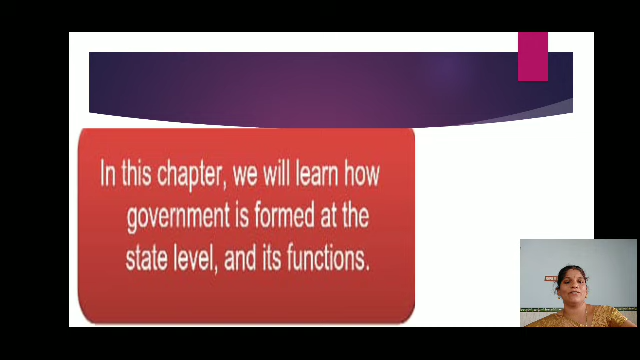 In this chapter, we will learn how
government is formed at the
state level, and its functions.